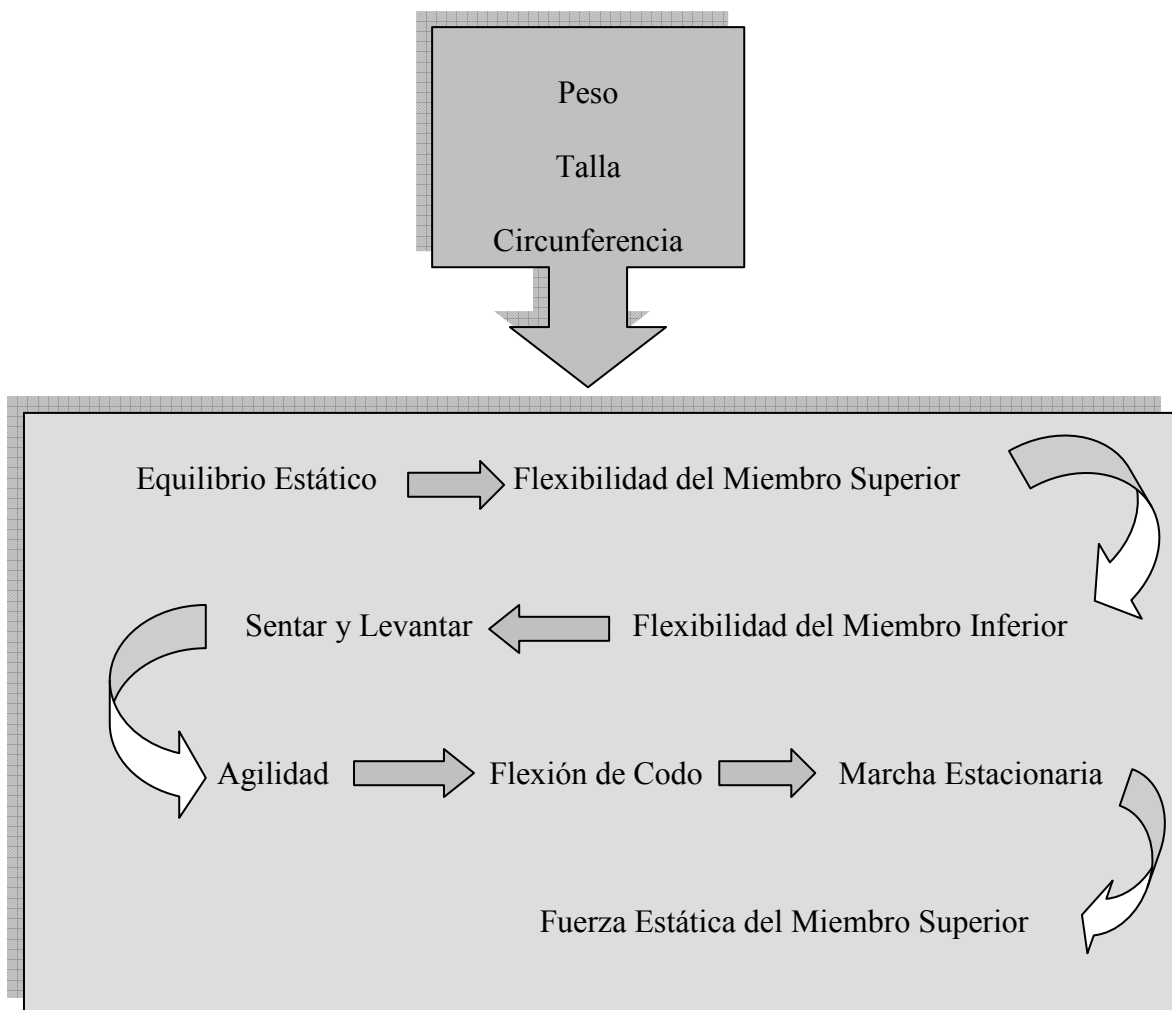 Peso
Talla
Circunferencia
Equilibrio Estático Flexibilidad del Miembro Superior
Sentar y Levantar Flexibilidad del Miembro Inferior
Agilidad Flexión de Codo Marcha Estacionaria
Fuerza Estática del Miembro Superior